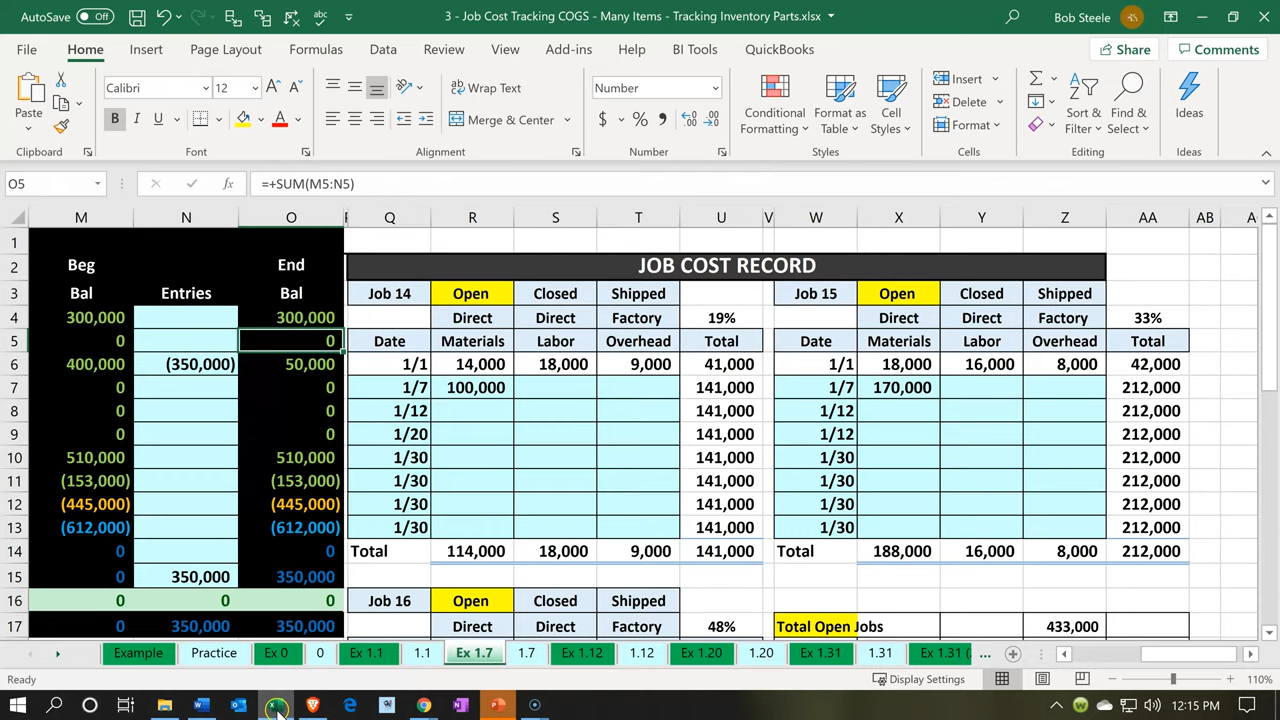 AutoSave Off 3 - Job Cost Tracking COGS - Many Items - Tracking Inventory Parts.xlsx Bob Steele
File Home Insert Page Layout Formulas Data Review View Add-ins Help BI Tools QuickBooks Share Comments
Calibri 12 Wrap Text Number Insert
Paste B I U A Merge & Center $ % Conditional Formatting Format as Table Cell Styles Delete Sort & Filter Find & Select Ideas
Format
Clipboard Font Alignment Number Styles Cells Editing Ideas
O5 fx =+SUM(M5:N5)
M N O Q R S T U V W X Y Z AA AB
1
2 Beg End JOB COST RECORD
3 Bal Entries Bal Job 14 Open Closed Shipped Job 15 Open Closed Shipped
4 300,000 300,000 Direct Direct Factory 19% Direct Direct Factory 33%
5 0 0 Date Materials Labor Overhead Total Date Materials Labor Overhead Total
6 400,000 (350,000) 50,000 1/1 14,000 18,000 9,000 41,000 1/1 18,000 16,000 8,000 42,000
7 0 0 1/7 100,000 141,000 1/7 170,000 212,000
8 0 0 1/12 141,000 1/12 212,000
9 0 0 1/20 141,000 1/12 212,000
10 510,000 510,000 1/30 141,000 1/30 212,000
11 (153,000) (153,000) 1/30 141,000 1/30 212,000
12 (445,000) (445,000) 1/30 141,000 1/30 212,000
13 (612,000) (612,000) 1/30 141,000 1/30 212,000
14 0 0 Total 114,000 18,000 9,000 141,000 Total 188,000 16,000 8,000 212,000
15 0 350,000 350,000
16 0 0 0 Job 16 Open Closed Shipped
17 0 350,000 350,000 Direct Direct Factory 48% Total Open Jobs 433,000
Example Practice Ex 0 0 Ex 1.1 1.1 Ex 1.7 1.7 Ex 1.12 1.12 Ex 1.20 1.20 Ex 1.31 1.31 Ex 1.31 (. ...
Ready Display Settings 110%
12:15 PM